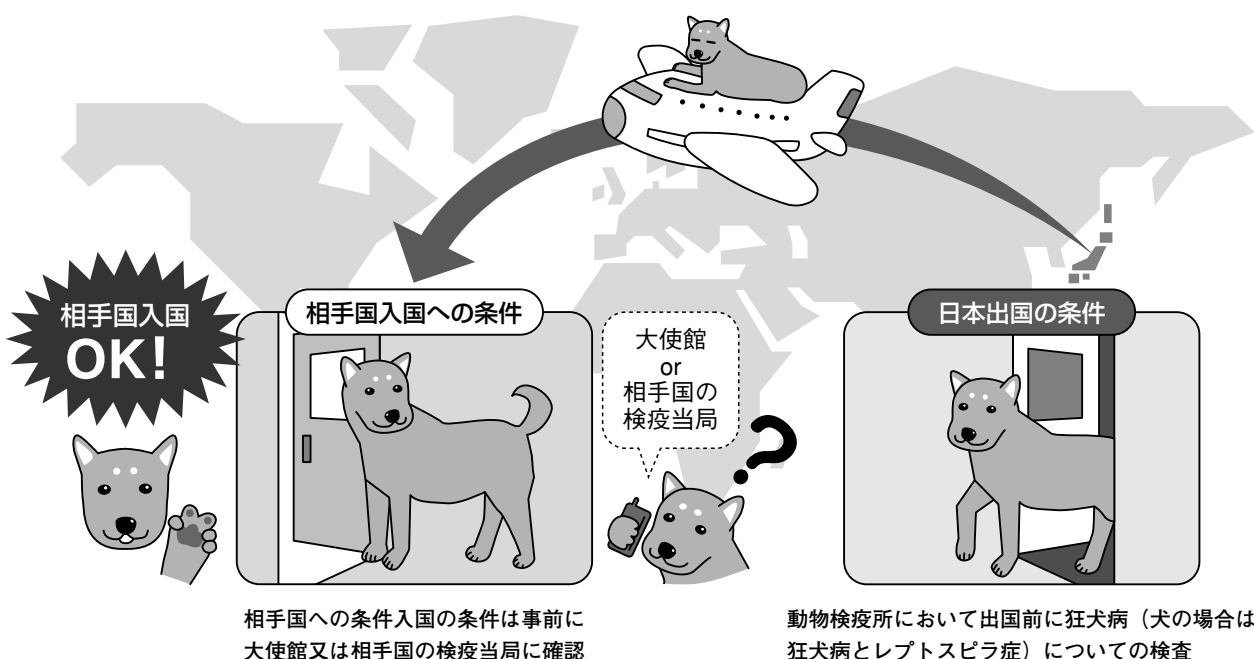 相手国入国
OK!
相手国入国への条件
大使館
or
相手国の
検疫当局
?
日本出国の条件
相手国への条件入国の条件は事前に
大使館又は相手国の検疫当局に確認
動物検疫所において出国前に狂犬病（犬の場合は
狂犬病とレプトスピラ症）についての検査